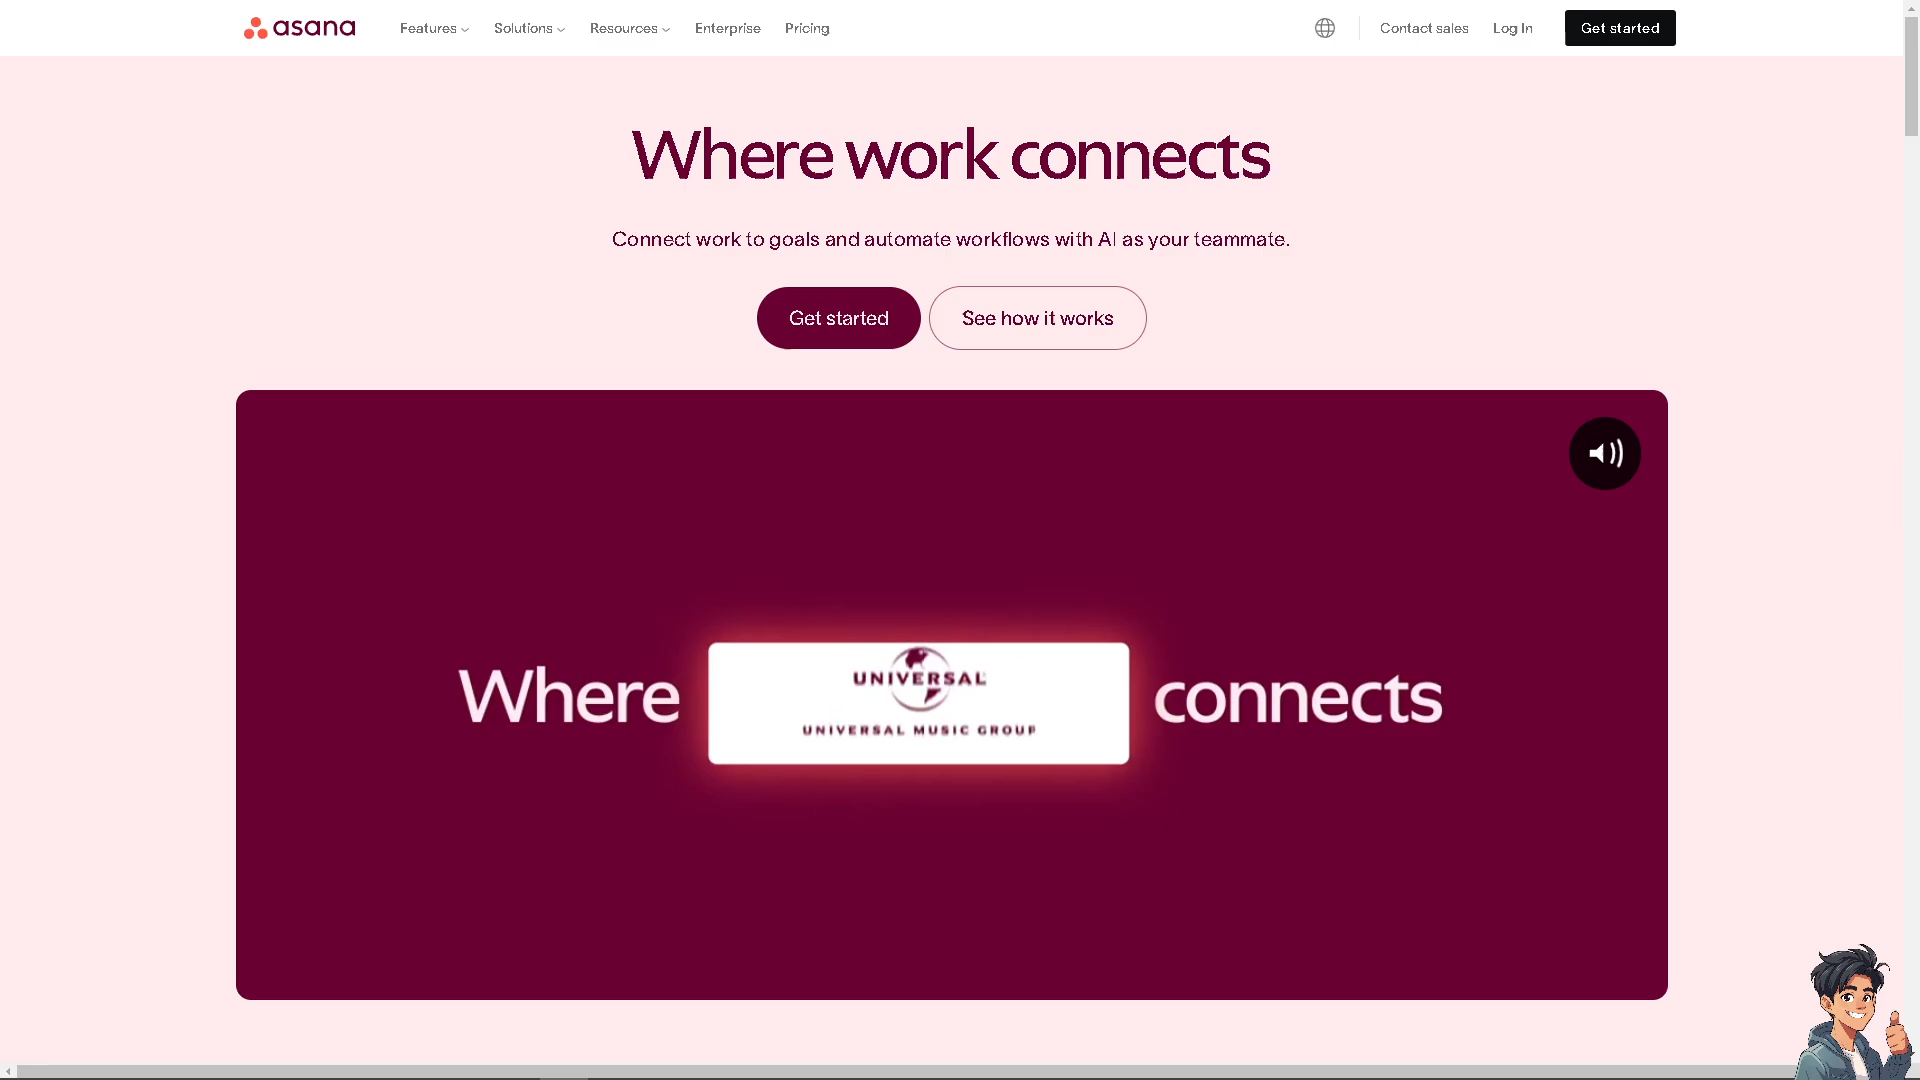 asana Features Solutions Resources Enterprise Pricing Contact sales Log In Get started
Where work connects
Connect work to goals and automate workflows with AI as your teammate.
Get started See how it works
Where UNIVERSAL connects
UNIVERSAL MUSIC GROUP